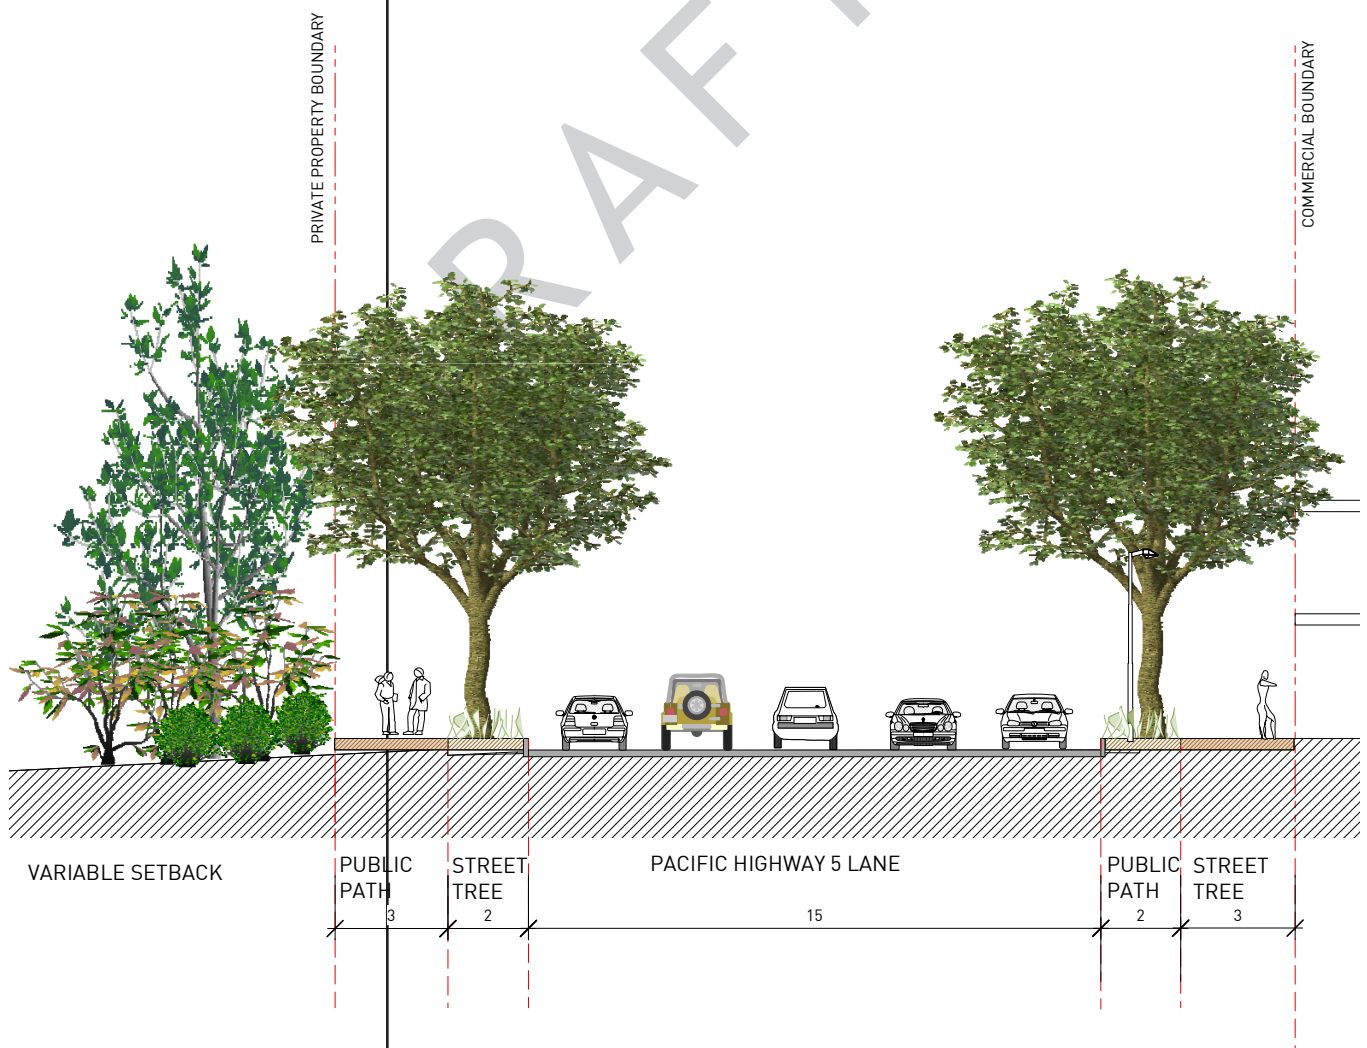 PRIVATE PROPERTY BOUNDARY
COMMERCIAL BOUNDARY
RAFT
VARIABLE SETBACK
PUBLIC
PATH
STREET
TREE
PACIFIC HIGHWAY 5 LANE
PUBLIC
PATH
STREET
TREE
3
2
15
2
3